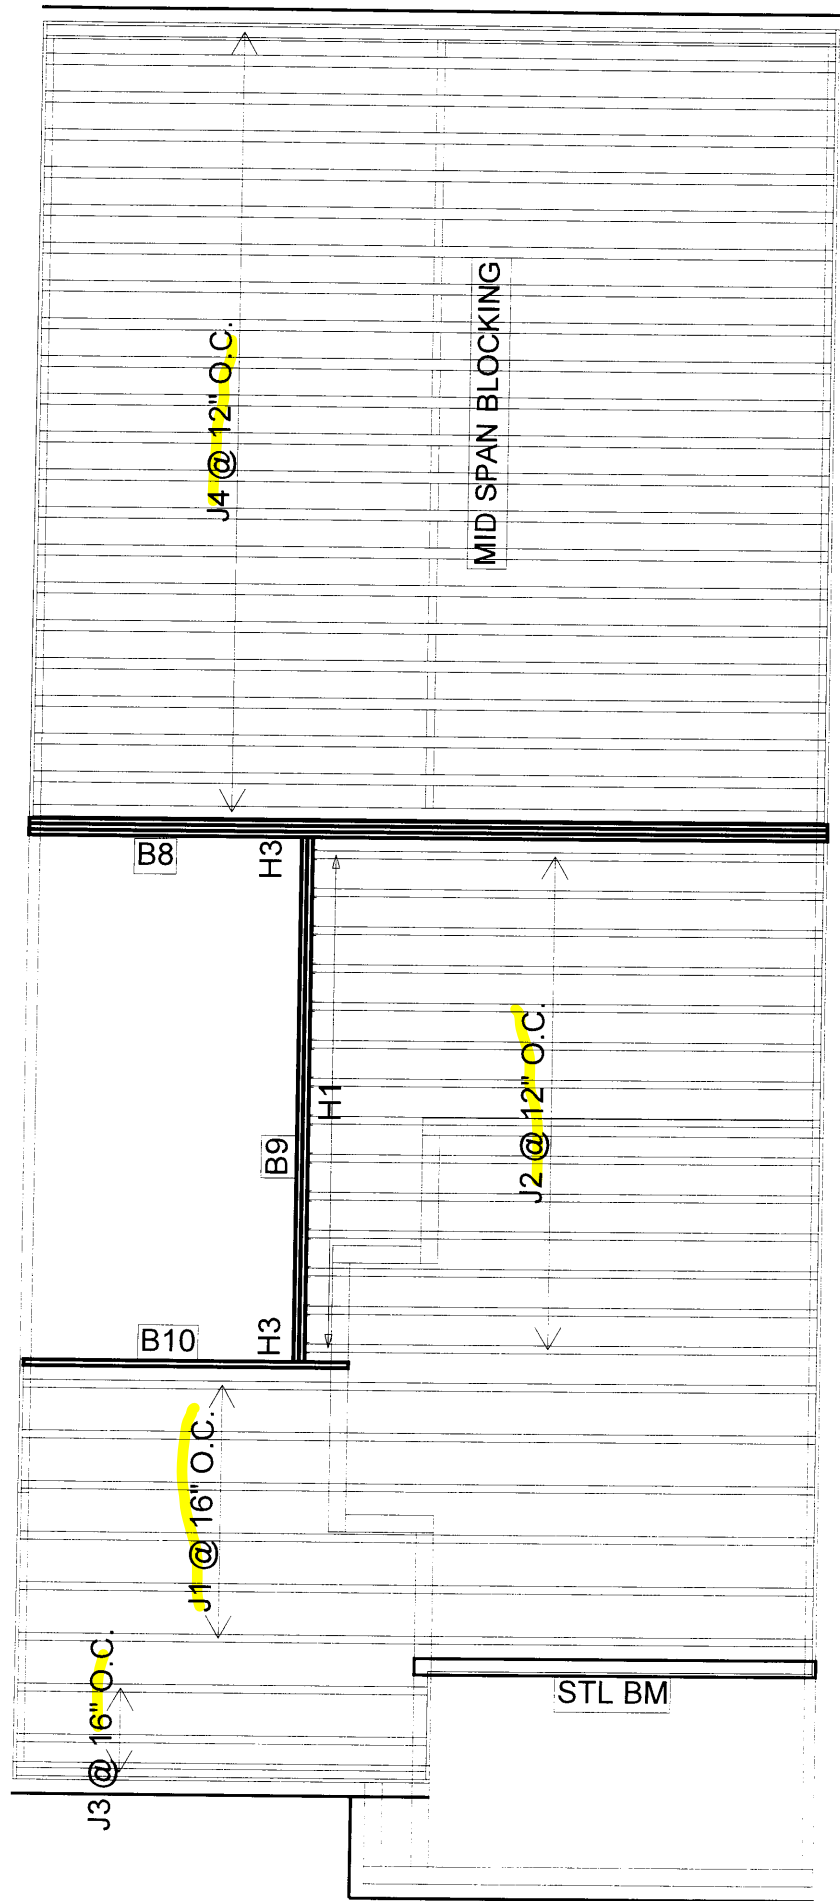 J4 @ 12" O.C.
MID SPAN BLOCKING
B8
H3
J2 @ 12" O.C.
H1
B9
B10
H3
J1 @ 16" O.C.
J3 @ 16" O.C.
STL BM